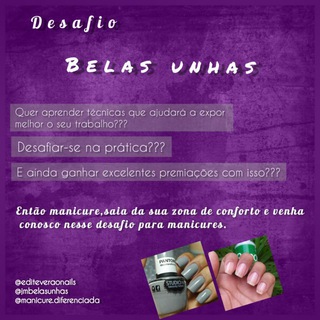 Desafio
BELAS UNHAS
Quer aprender técnicas que ajudará a expor
melhor o seu trabalho???
Desafiar-se na prática???
E ainda ganhar excelentes premiações com isso???
Então manicure,saia da sua zona de conforto e venha
conosco nesse desafio para manicures.
@editeveraonails
@jmbelasunhas
@manicure.diferenciada
STUDIO